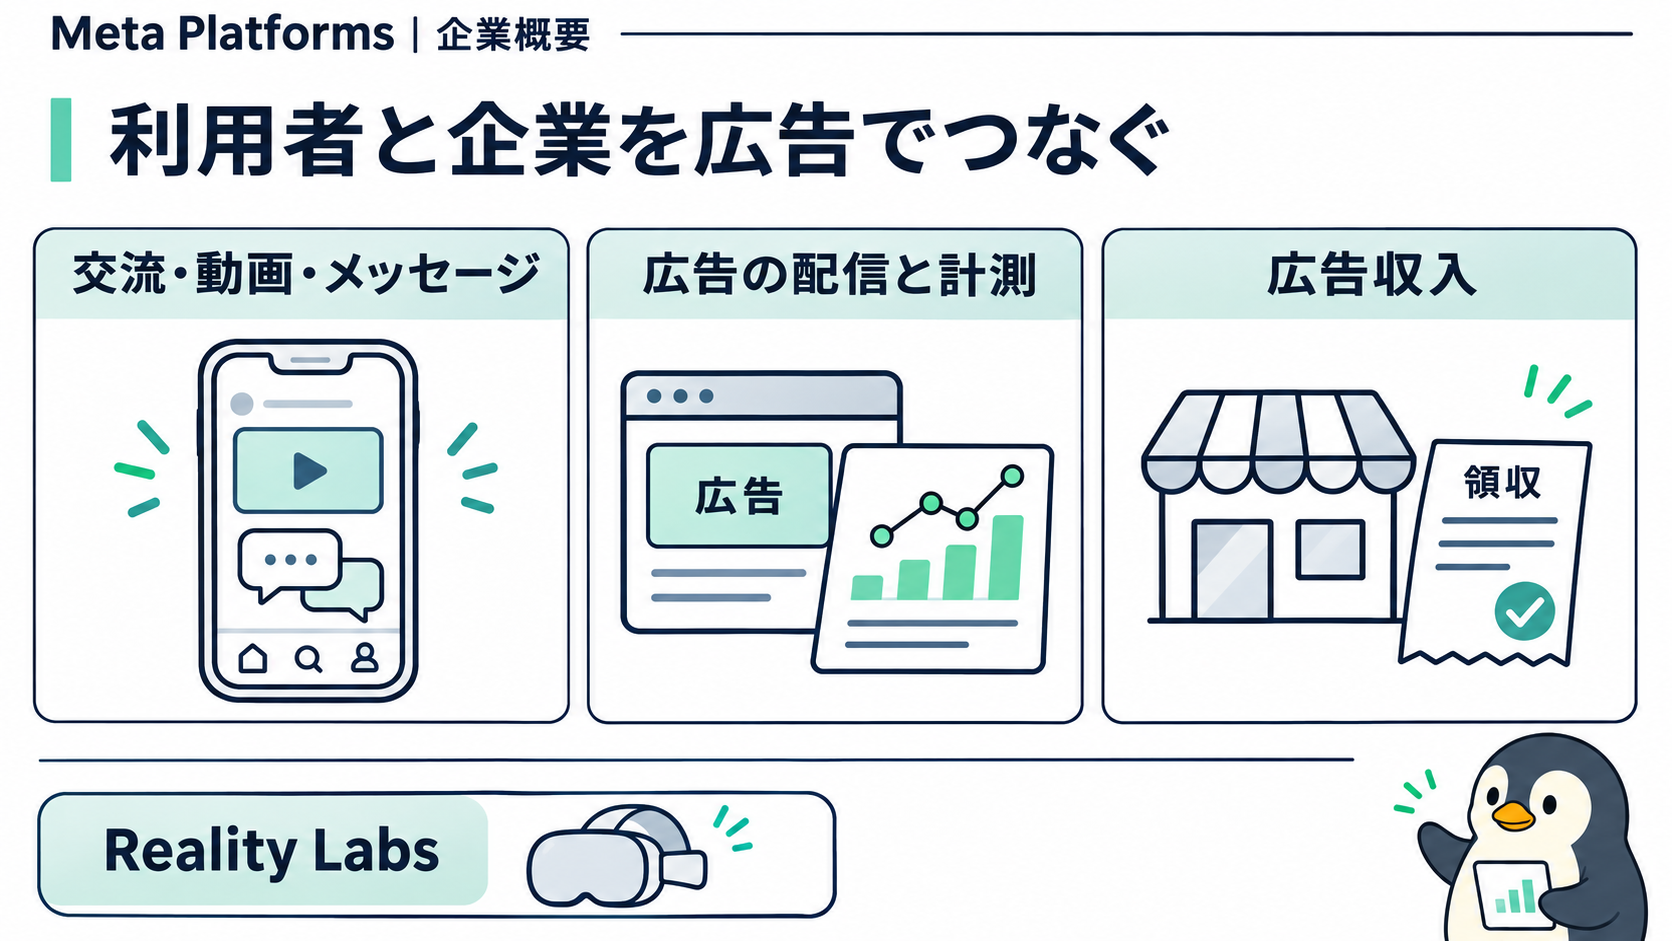 Meta Platforms | 企業概要
利用者と企業を広告でつなぐ
交流・動画・メッセージ
広告の配信と計測
広告収入
広告
領収
Reality Labs